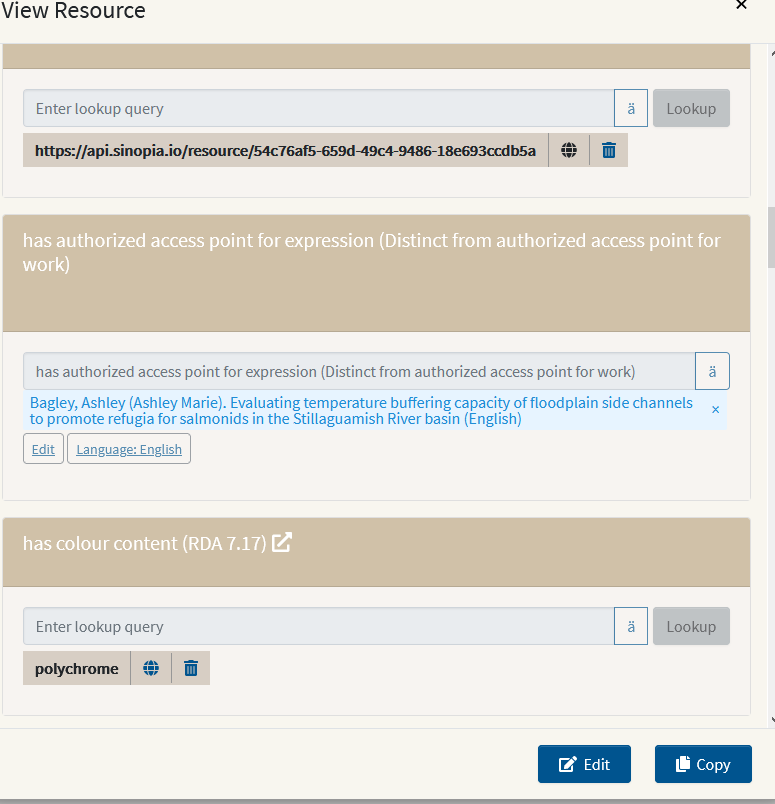 View Resource
×
Enter lookup query
ä
Lookup
https://api.sinopia.io/resource/54c76af5-659d-49c4-9486-18e693ccdb5a
has authorized access point for expression (Distinct from authorized access point for
work)
has authorized access point for expression (Distinct from authorized access point for work)
ä
Bagley, Ashley (Ashley Marie). Evaluating temperature buffering capacity of floodplain side channels
to promote refugia for salmonids in the Stillaguamish River basin (English)
×
Edit
Language: English
has colour content (RDA 7.17)
Enter lookup query
ä
Lookup
polychrome
Edit
Copy